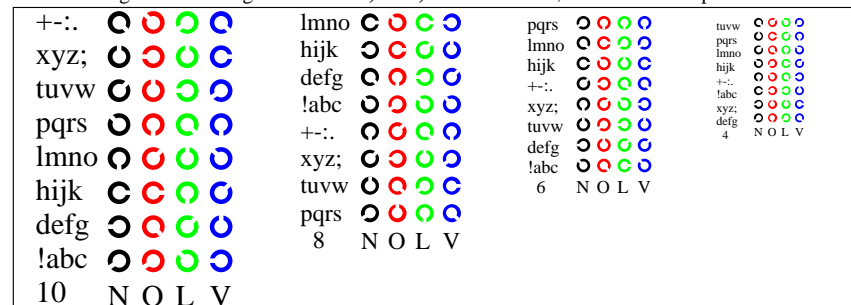 +-:.
xyz;
tuvw
pqrs
lmno
hijk
defg
!abc
10 N O L V
lmno
hijk
defg
!abc
+-:.
xyz;
tuvw
pqrs
8 N O L V
pqrs
lmno
hijk
+-:.
xyz;
tuvw
defg
!abc
6 N O L V
tuvw
pqrs
lmno
hijk
+-:.
!abc
xyz;
defg
4 N O L V